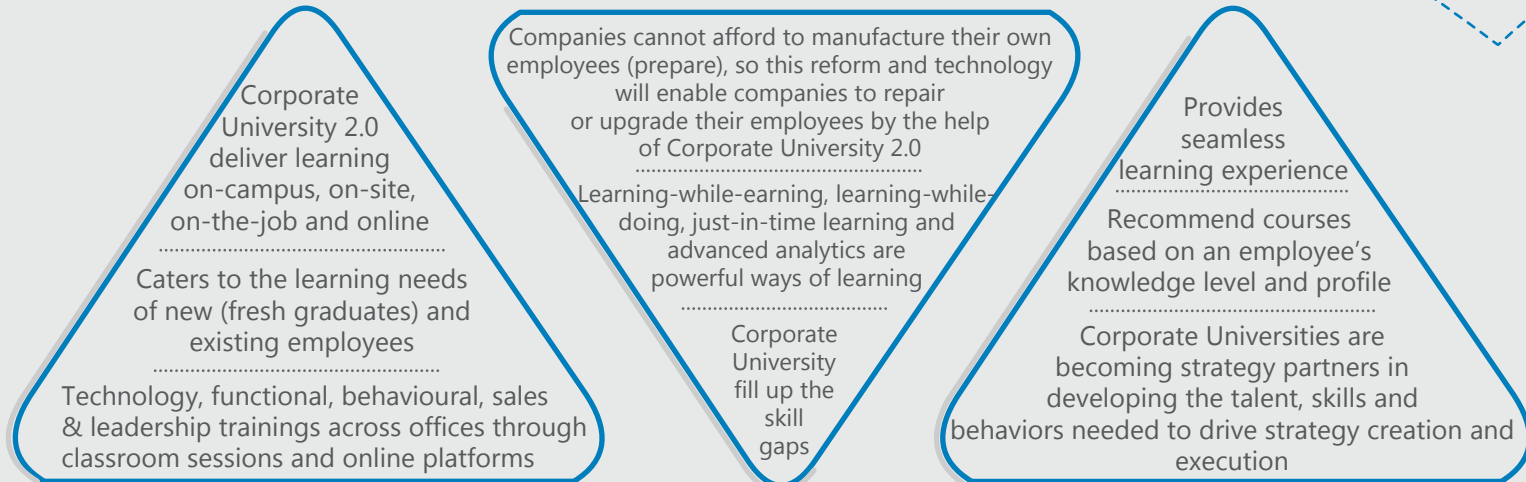 Corporate
University 2.0
deliver learning
on-campus, on-site,
on-the-job and online
Caters to the learning needs
of new (fresh graduates) and
existing employees
Technology, functional, behavioural, sales
& leadership trainings across offices through
classroom sessions and online platforms
Companies cannot afford to manufacture their own
employees (prepare), so this reform and technology
will enable companies to repair
or upgrade their employees by the help
of Corporate University 2.0
Learning-while-earning, learning-while-
doing, just-in-time learning and
advanced analytics are
powerful ways of learning
Corporate
University
fill up the
skill
gaps
Provides
seamless
learning experience
Recommend courses
based on an employee’s
knowledge level and profile
Corporate Universities are
becoming strategy partners in
developing the talent, skills and
behaviors needed to drive strategy creation and
execution